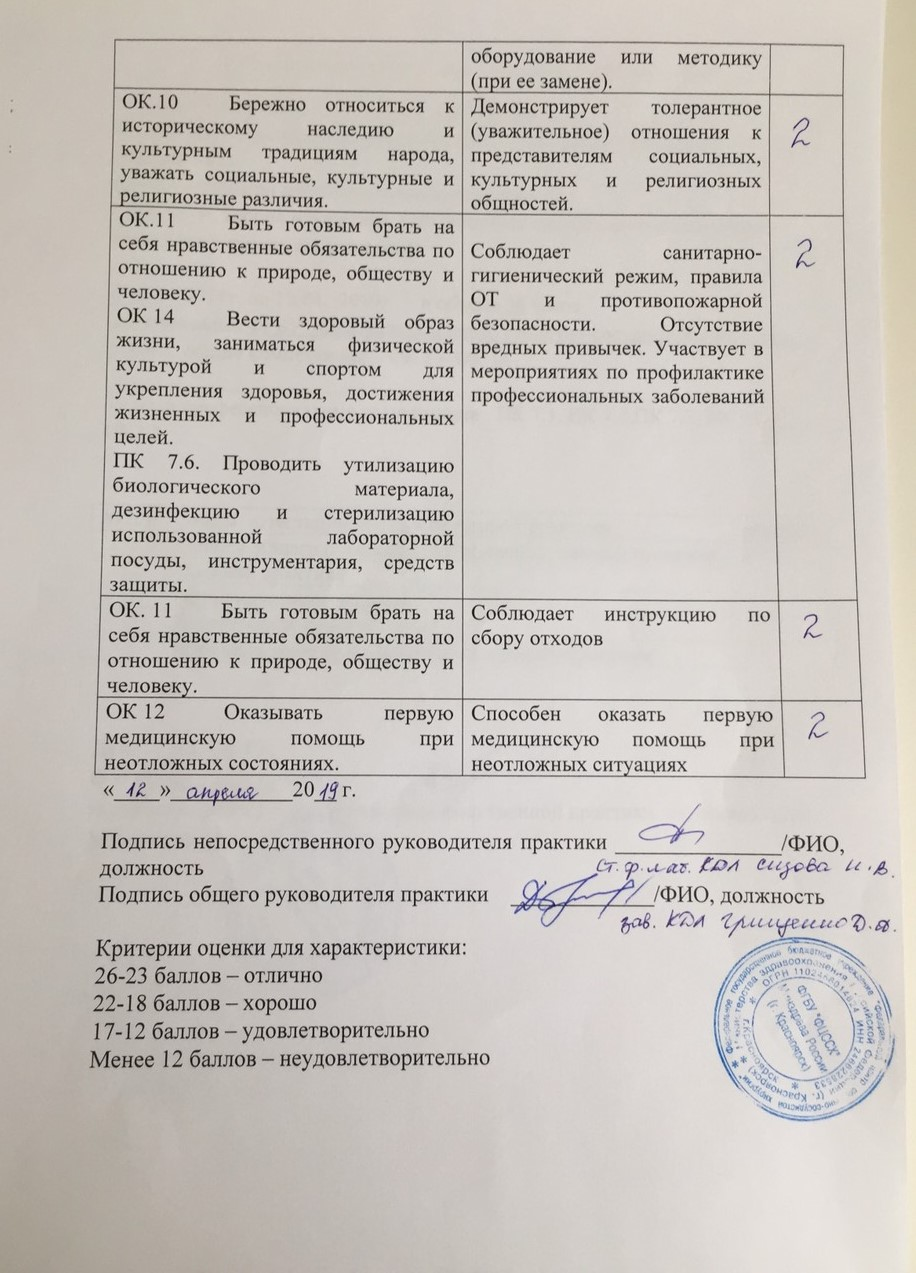 оборудование или методику
(при ее замене).
ОК.10 Бережно относиться к
историческому наследию и
культурным традициям народа,
уважать социальные, культурные и
религиозные различия.
Демонстрирует толерантное
(уважительное) отношения к
представителям социальных,
культурных и религиозных
общностей.
2
ОК.11 Быть готовым брать на
себя нравственные обязательства по
отношению к природе, обществу и
человеку.
ОК 14 Вести здоровый образ
жизни, заниматься физической
культурой и спортом для
укрепления здоровья, достижения
жизненных и профессиональных
целей.
ПК 7.6. Проводить утилизацию
биологического материала,
дезинфекцию и стерилизацию
использованной лабораторной
посуды, инструментария, средств
защиты.
Соблюдает санитарно-
гигиенический режим, правила
ОТ и противопожарной
безопасности. Отсутствие
вредных привычек. Участвует в
мероприятиях по профилактике
профессиональных заболеваний
2
ОК. 11 Быть готовым брать на
себя нравственные обязательства по
отношению к природе, обществу и
человеку.
Соблюдает инструкцию по
сбору отходов
2
ОК 12 Оказывать первую
медицинскую помощь при
неотложных состояниях.
Способен оказать первую
медицинскую помощь при
неотложных ситуациях
2
« 12 » апреля 2019 г.
Подпись непосредственного руководителя практики /ФИО,
должность Ст. ф. лаб. КДЛ Сизова И. В.
Подпись общего руководителя практики /ФИО, должность
зав. КДЛ Грищенко Д. А.
Критерии оценки для характеристики:
26-23 баллов – отлично
22-18 баллов – хорошо
17-12 баллов – удовлетворительно
Менее 12 баллов – неудовлетворительно
ФГБУ "ФЦССХ"
Минздрава России
(г. Красноярск)